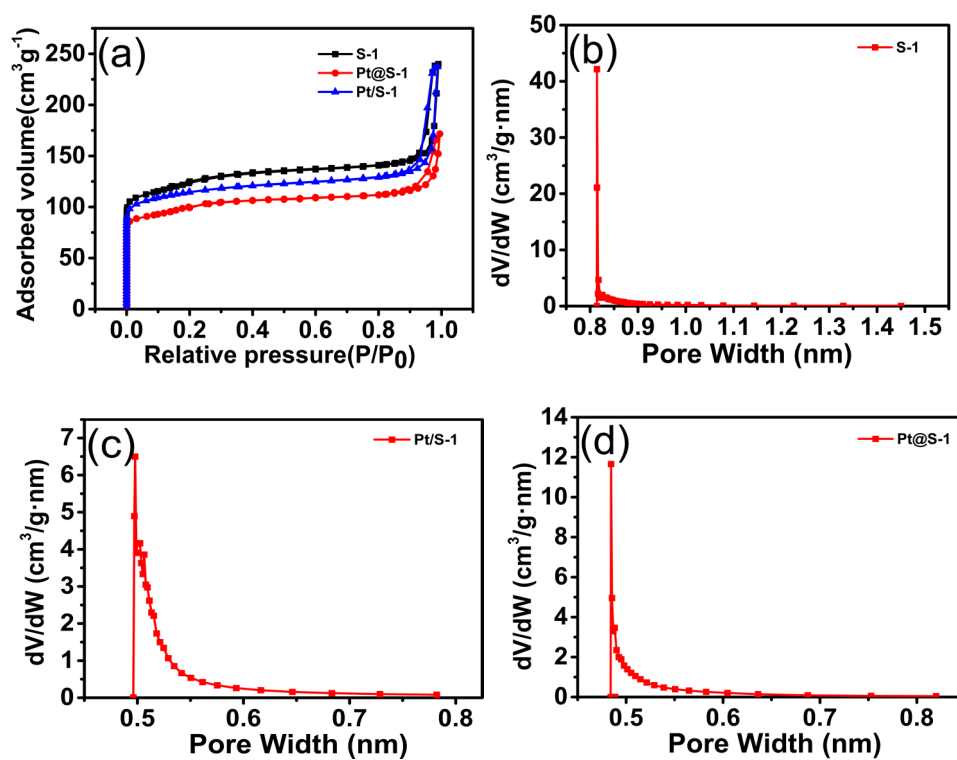 (a)
S-1
Pt@S-1
Pt/S-1
250
200
150
100
50
0
Adsorbed volume(cm³g⁻¹)
0.0 0.2 0.4 0.6 0.8 1.0
Relative pressure(P/P₀)
(b)
S-1
50
40
30
20
10
0
dV/dW (cm³/g·nm)
0.8 0.9 1.0 1.1 1.2 1.3 1.4 1.5
Pore Width (nm)
(c)
Pt/S-1
7
6
5
4
3
2
1
0
dV/dW (cm³/g·nm)
0.5 0.6 0.7 0.8
Pore Width (nm)
(d)
Pt@S-1
14
12
10
8
6
4
2
0
dV/dW (cm³/g·nm)
0.5 0.6 0.7 0.8
Pore Width (nm)